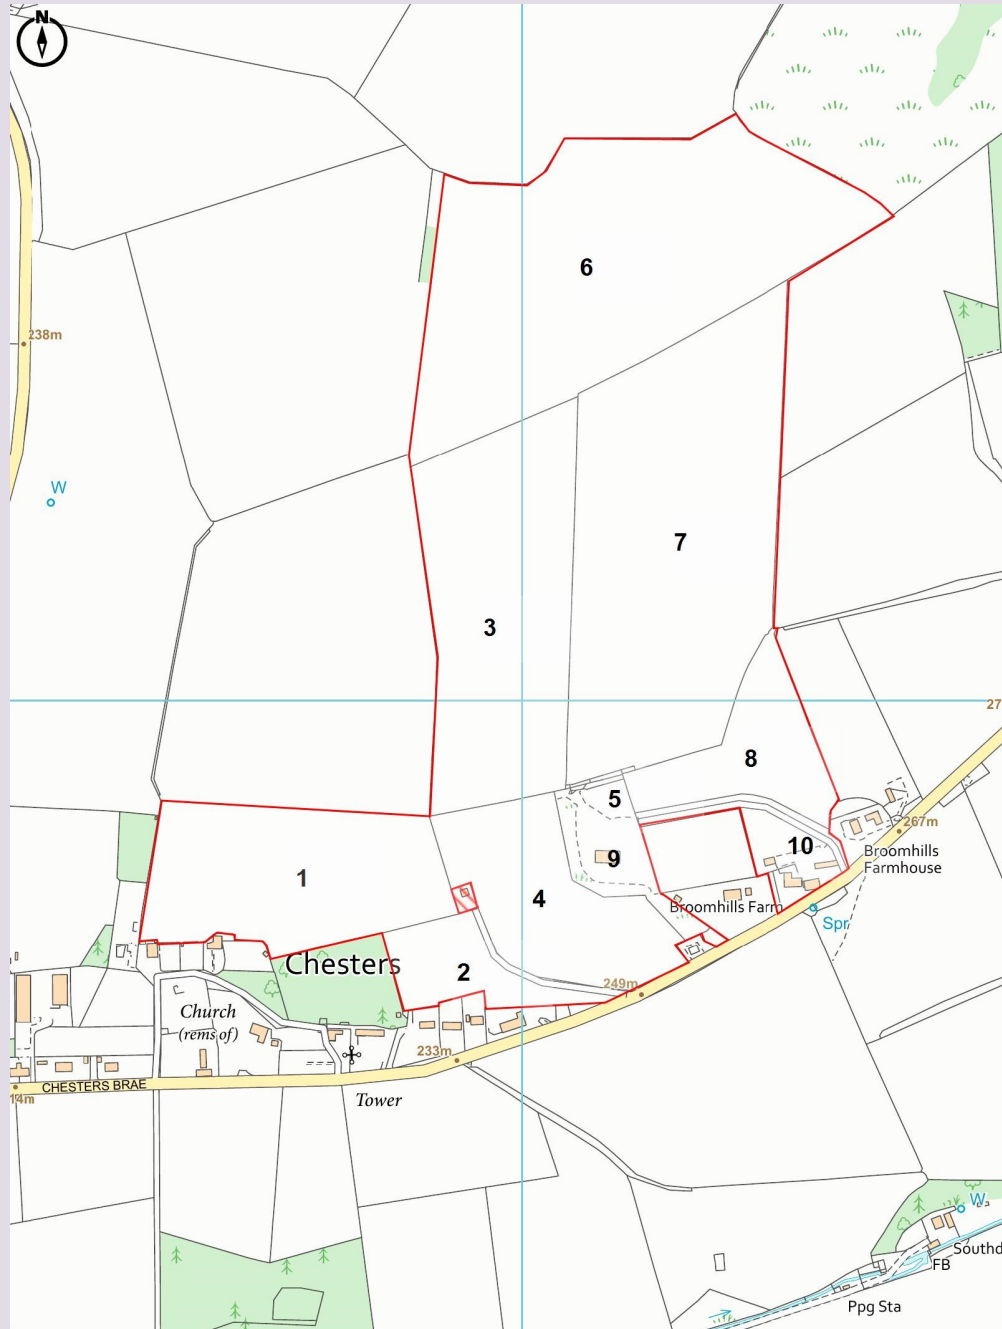 N
6
238m
W
7
3
27
8
5
267m
10
Broomhills
Farmhouse
9
1
4
Broomhills Farm
Spr
Chesters
2
249m
Church
(rems of)
233m
CHESTERS BRAE
14m
Tower
W
Southd
FB
Ppg Sta